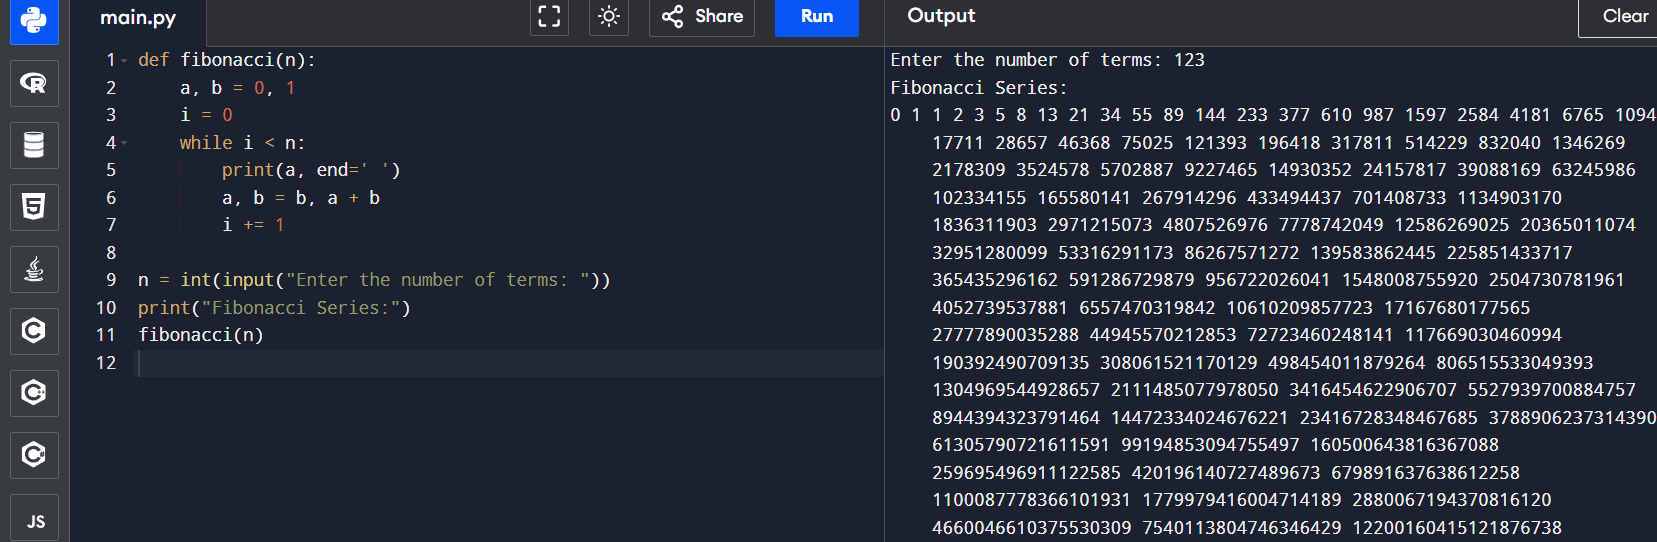 main.py
Share
Run
1 def fibonacci(n):
2 a, b = 0, 1
3 i = 0
4 while i < n:
5 print(a, end=' ')
6 a, b = b, a + b
7 i += 1
8
9 n = int(input("Enter the number of terms: "))
10 print("Fibonacci Series:")
11 fibonacci(n)
12
R
5
C
C
C
JS
Output
Clear
Enter the number of terms: 123
Fibonacci Series:
0 1 1 2 3 5 8 13 21 34 55 89 144 233 377 610 987 1597 2584 4181 6765 1094
17711 28657 46368 75025 121393 196418 317811 514229 832040 1346269
2178309 3524578 5702887 9227465 14930352 24157817 39088169 63245986
102334155 165580141 267914296 433494437 701408733 1134903170
1836311903 2971215073 4807526976 7778742049 12586269025 20365011074
32951280099 53316291173 86267571272 139583862445 225851433717
365435296162 591286729879 956722026041 1548008755920 2504730781961
4052739537881 6557470319842 10610209857723 17167680177565
27777890035288 44945570212853 72723460248141 117669030460994
190392490709135 308061521170129 498454011879264 806515533049393
1304969544928657 2111485077978050 3416454622906707 5527939700884757
8944394323791464 14472334024676221 23416728348467685 3788906237314390
61305790721611591 99194853094755497 160500643816367088
259695496911122585 420196140727489673 679891637638612258
1100087778366101931 1779979416004714189 2880067194370816120
4660046610375530309 7540113804746346429 12200160415121876738